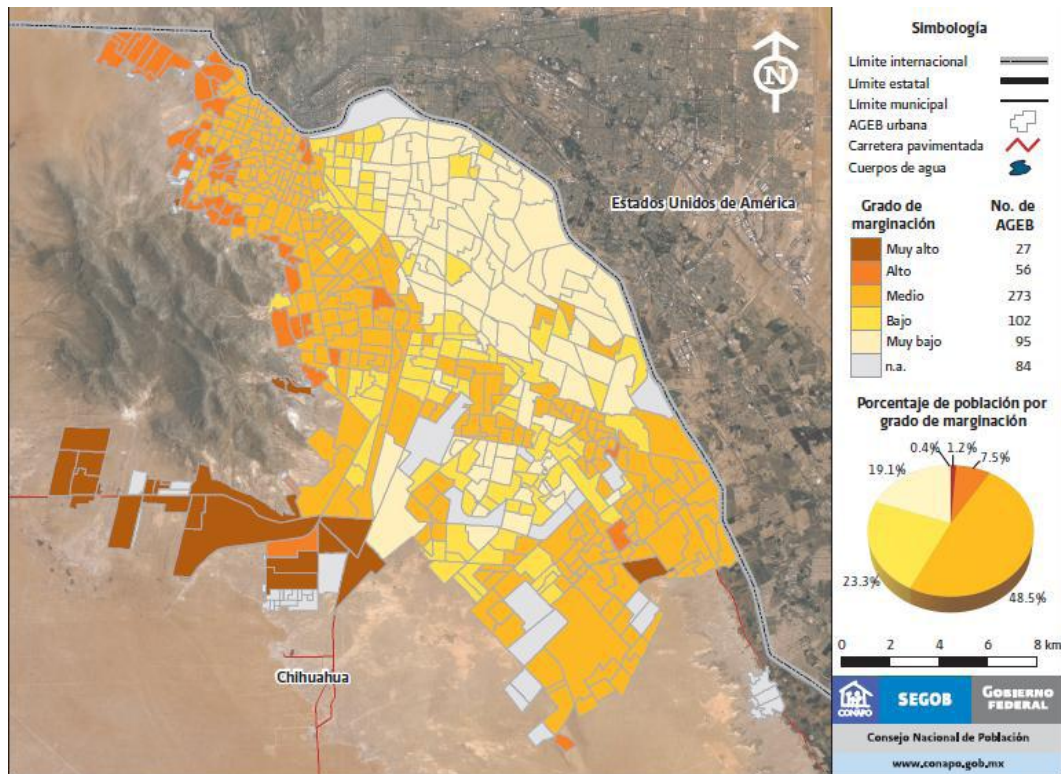 N
Estados Unidos de América
Chihuahua
Simbología
Límite internacional
Límite estatal
Límite municipal
AGEB urbana
Carretera pavimentada
Cuerpos de agua
Grado de marginación
No. de AGEB
Muy alto 27
Alto 56
Medio 273
Bajo 102
Muy bajo 95
n.a. 84
Porcentaje de población por
grado de marginación
0.4% 1.2%
7.5%
19.1%
23.3%
48.5%
0 2 4 6 8 km
CONAPO
SEGOB
GOBIERNO
FEDERAL
Consejo Nacional de Población
www.conapo.gob.mx